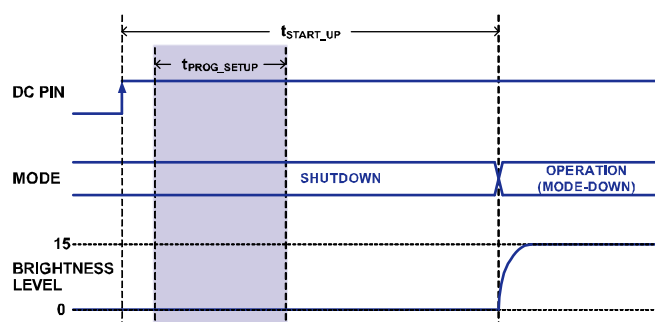 tSTART_UP
tPROG_SETUP
DC PIN
MODE
SHUTDOWN
OPERATION
(MODE-DOWN)
15
BRIGHTNESS
LEVEL
0